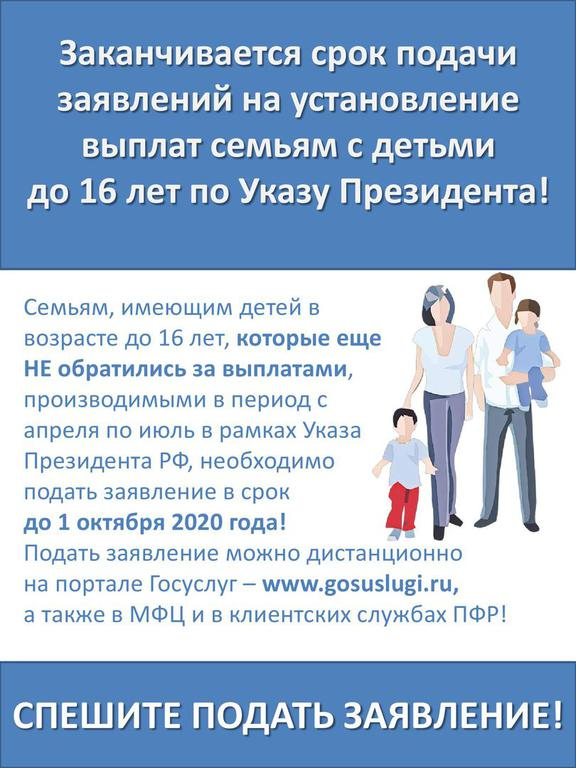 Заканчивается срок подачи
заявлений на установление
выплат семьям с детьми
до 16 лет по Указу Президента!
Семьям, имеющим детей в
возрасте до 16 лет, которые еще
НЕ обратились за выплатами,
производимыми в период с
апреля по июль в рамках Указа
Президента РФ, необходимо
подать заявление в срок
до 1 октября 2020 года!
Подать заявление можно дистанционно
на портале Госуслуг – www.gosuslugi.ru,
а также в МФЦ и в клиентских службах ПФР!
СПЕШИТЕ ПОДАТЬ ЗАЯВЛЕНИЕ!